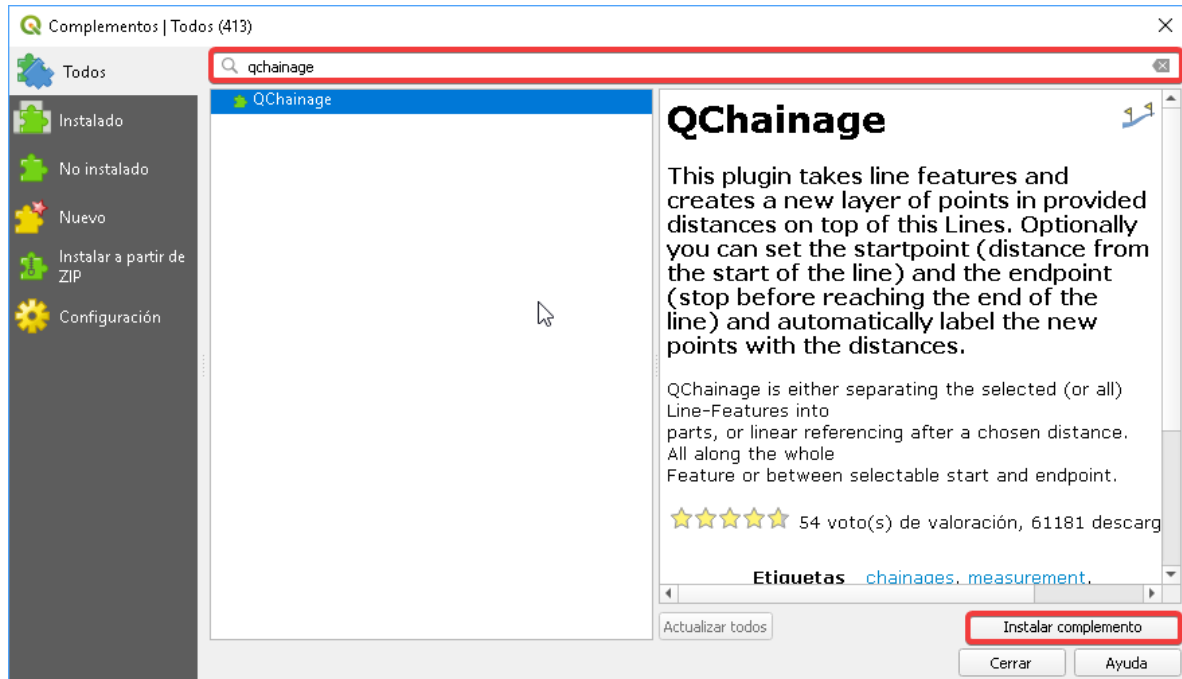 Complementos | Todos (413)
Todos
Instalado
No instalado
Nuevo
Instalar a partir de
ZIP
Configuración
qchainage
QChainage
QChainage
This plugin takes line features and
creates a new layer of points in provided
distances on top of this Lines. Optionally
you can set the startpoint (distance from
the start of the line) and the endpoint
(stop before reaching the end of the
line) and automatically label the new
points with the distances.
QChainage is either separating the selected (or all)
Line-Features into
parts, or linear referencing after a chosen distance.
All along the whole
Feature or between selectable start and endpoint.
54 voto(s) de valoración, 61181 descarg
Etiquetas chainages, measurement,
Actualizar todos
Instalar complemento
Cerrar
Ayuda